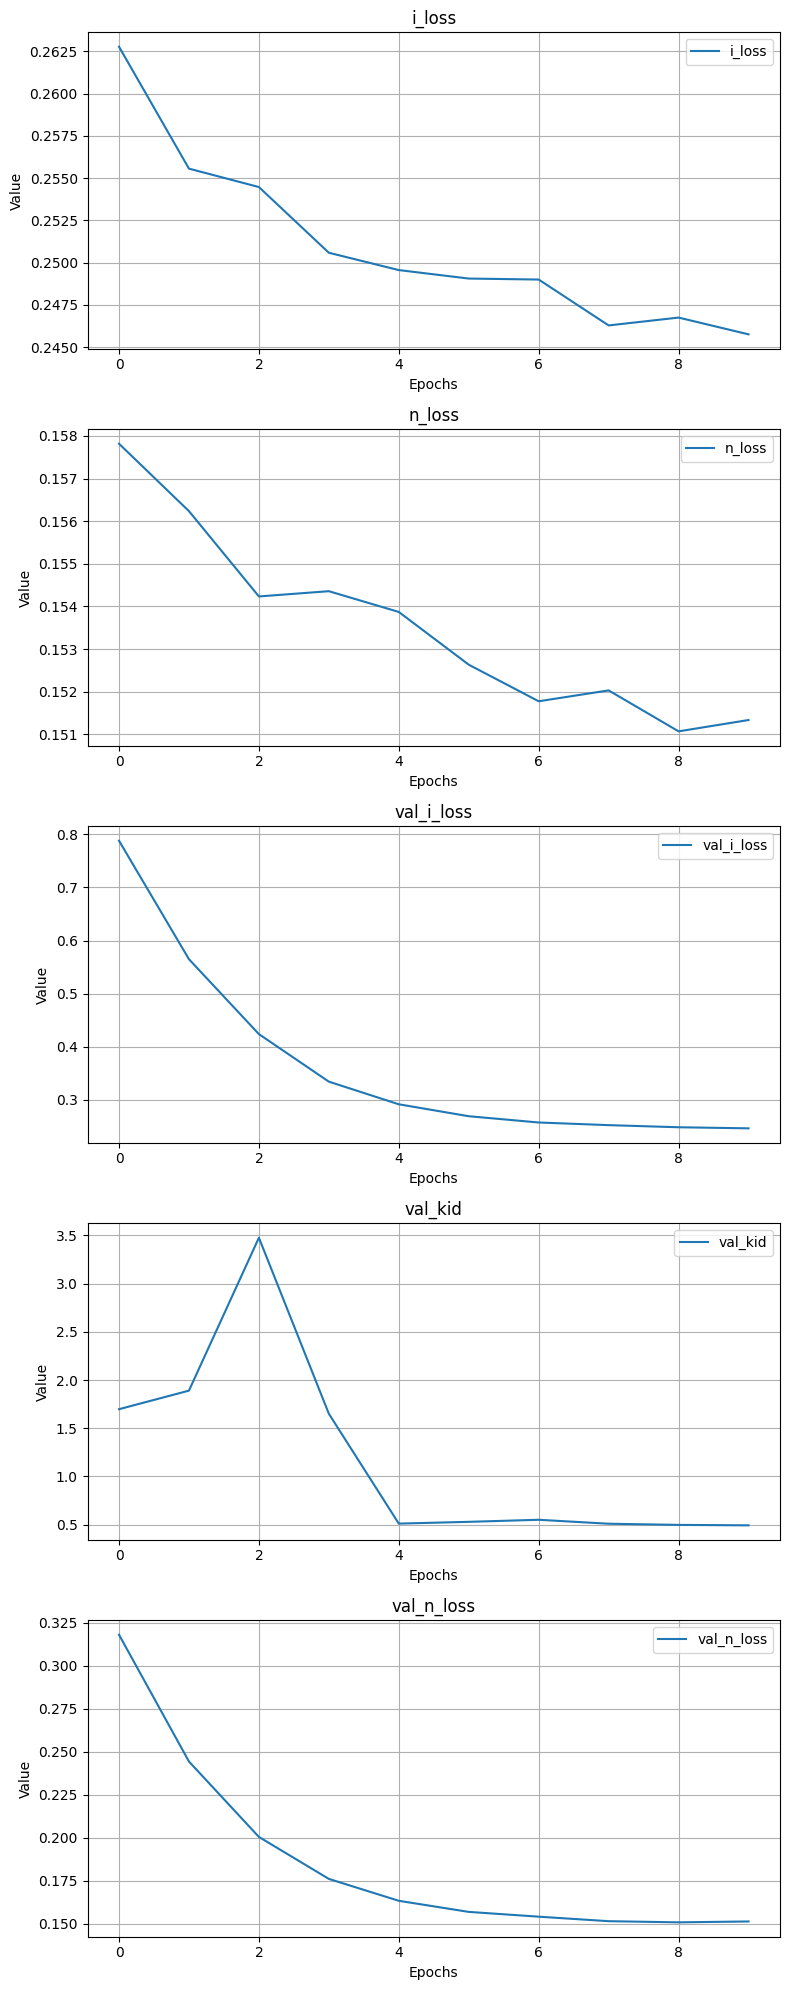 i_loss
i_loss
0.2625
0.2600
0.2575
0.2550
0.2525
0.2500
0.2475
0.2450
Value
0 2 4 6 8
Epochs
n_loss
n_loss
0.158
0.157
0.156
0.155
0.154
0.153
0.152
0.151
Value
0 2 4 6 8
Epochs
val_i_loss
val_i_loss
0.8
0.7
0.6
0.5
0.4
0.3
Value
0 2 4 6 8
Epochs
val_kid
val_kid
3.5
3.0
2.5
2.0
1.5
1.0
0.5
Value
0 2 4 6 8
Epochs
val_n_loss
val_n_loss
0.325
0.300
0.275
0.250
0.225
0.200
0.175
0.150
Value
0 2 4 6 8
Epochs